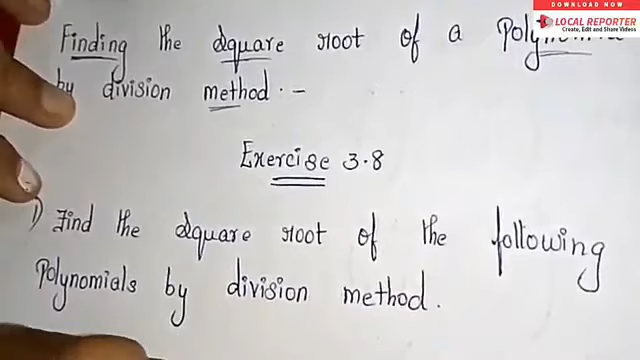 DOWNLOAD NOW
LOCAL REPORTER
Create, Edit and Share Videos
Finding the square root of a
by division method . -
Exercise 3.8
1) Find the square root of the following
Polynomials by division method.